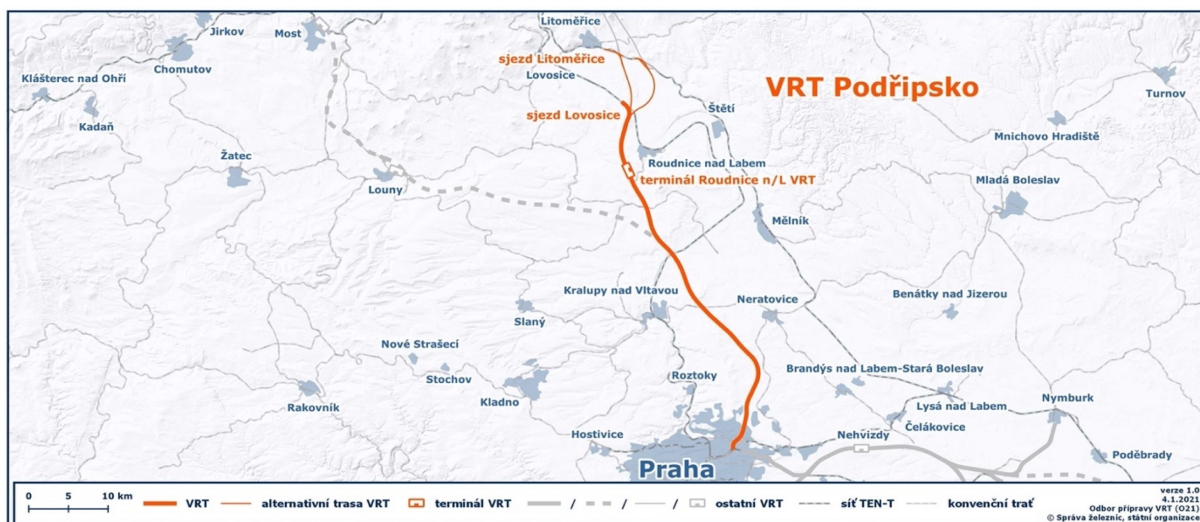 Litoměřice
Jirkov
Most
sjezd Litoměřice
Chomutov
Lovosice
VRT Podřipsko
Klášterec nad Ohří
Turnov
Štětí
sjezd Lovosice
Kadaň
Mnichovo Hradiště
Žatec
Roudnice nad Labem
terminál Roudnice n/L VRT
Mladá Boleslav
Louny
Mělník
Kralupy nad Vltavou
Neratovice
Benátky nad Jizerou
Slaný
Nové Strašecí
Stochov
Roztoky
Brandýs nad Labem-Stará Boleslav
Rakovník
Kladno
Lysá nad Labem
Nymburk
Čelákovice
Hostivice
Nehvizdy
Poděbrady
Praha
0 5 10 km
VRT
alternativní trasa VRT
terminál VRT
/ / /
ostatní VRT
síť TEN-T
konvenční trať
verze 1.0
4.1.2021
Odbor přípravy VRT (O21)
© Správa železnic, státní organizace